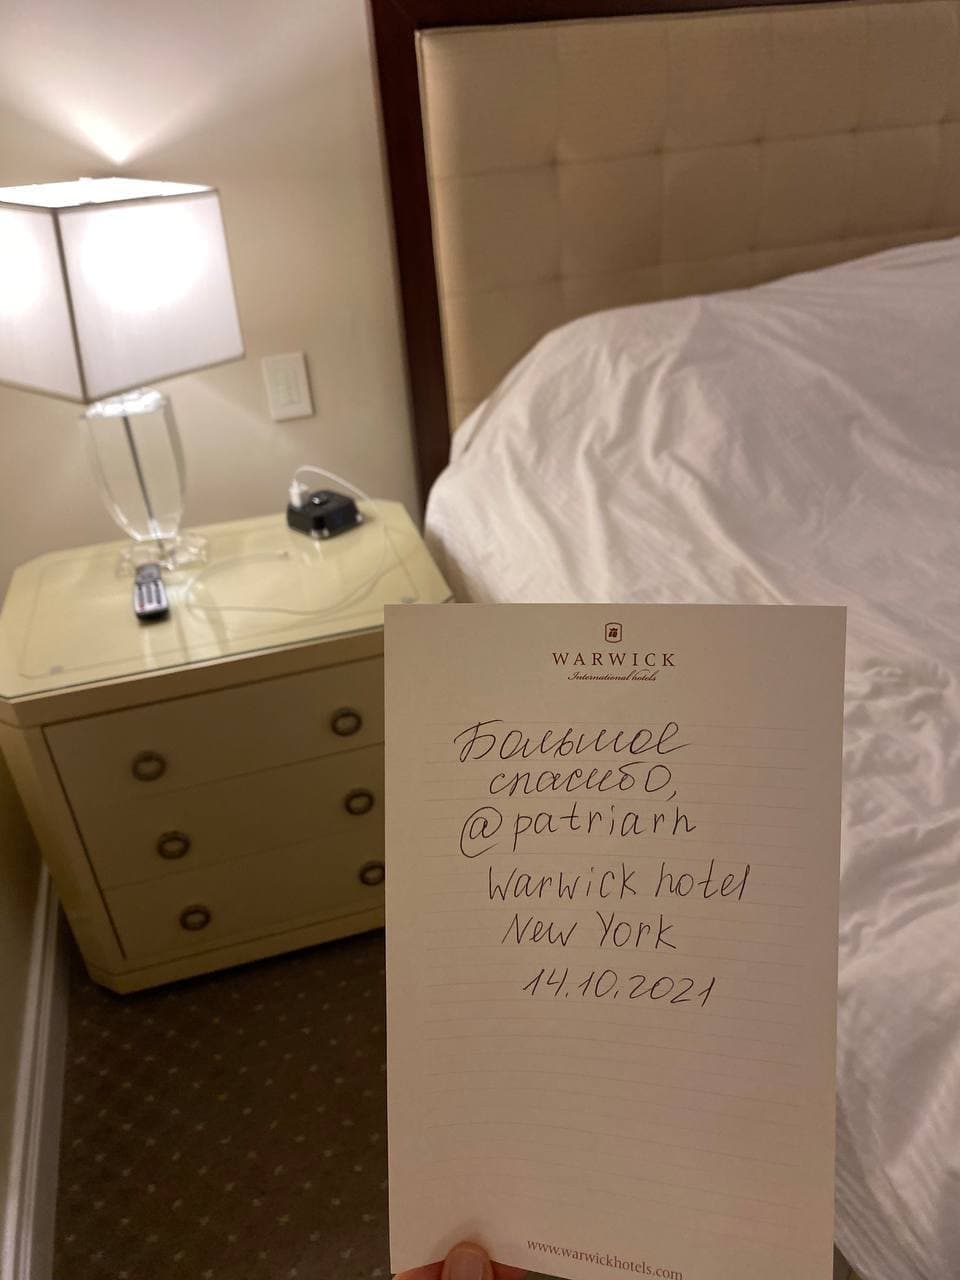 WARWICK
International hotels
Большое
спасибо,
@patriarh
Warwick hotel
New York
14.10.2021
www.warwickhotels.com